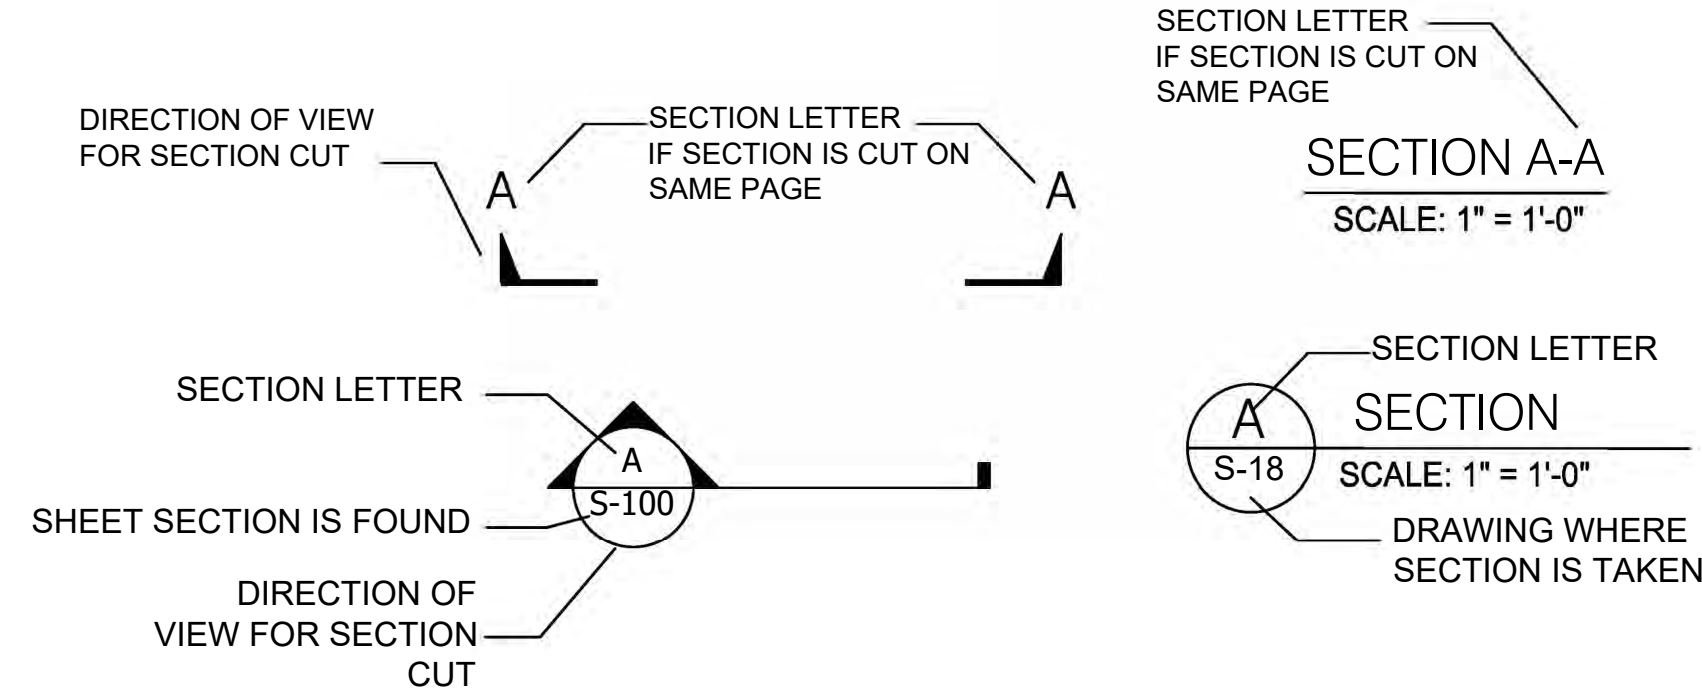 SECTION LETTER
IF SECTION IS CUT ON
SAME PAGE
DIRECTION OF VIEW
FOR SECTION CUT
SECTION LETTER
IF SECTION IS CUT ON
SAME PAGE
A
A
SECTION A-A
SCALE: 1" = 1'-0"
SECTION LETTER
A
S-100
SHEET SECTION IS FOUND
DIRECTION OF
VIEW FOR SECTION
CUT
SECTION LETTER
A
S-18
SECTION
SCALE: 1" = 1'-0"
DRAWING WHERE
SECTION IS TAKEN